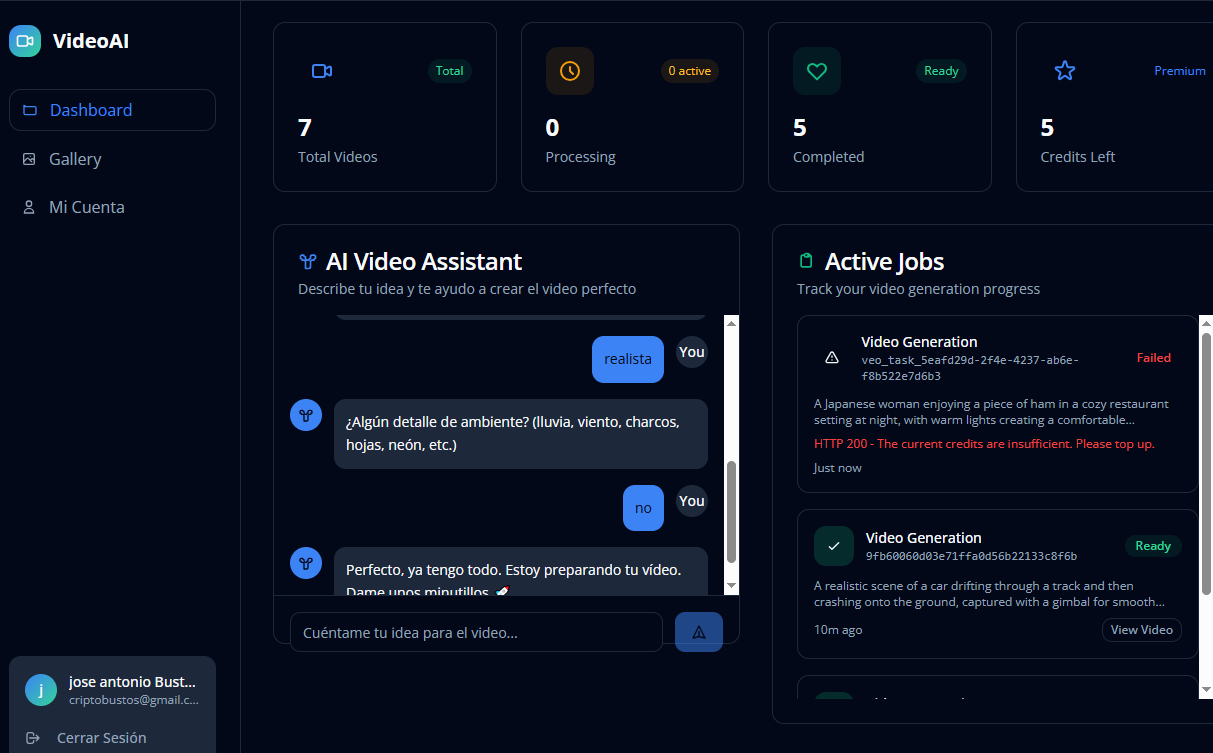 VideoAI
Dashboard
Gallery
Mi Cuenta
j
jose antonio Bust...
criptobustos@gmail.c...
Cerrar Sesión
Total
7
Total Videos
0 active
0
Processing
Ready
5
Completed
Premium
5
Credits Left
AI Video Assistant
Describe tu idea y te ayudo a crear el video perfecto
realista
You
¿Algún detalle de ambiente? (lluvia, viento, charcos,
hojas, neón, etc.)
no
You
Perfecto, ya tengo todo. Estoy preparando tu vídeo.
Dame unos minutillos 🚀
Cuéntame tu idea para el video...
Active Jobs
Track your video generation progress
Video Generation
veo_task_5eafd29d-2f4e-4237-ab6e-
f8b522e7d6b3
Failed
A Japanese woman enjoying a piece of ham in a cozy restaurant
setting at night, with warm lights creating a comfortable...
HTTP 200 - The current credits are insufficient. Please top up.
Just now
Video Generation
9fb60060d03e71ffa0d56b22133c8f6b
Ready
A realistic scene of a car drifting through a track and then
crashing onto the ground, captured with a gimbal for smooth...
10m ago
View Video